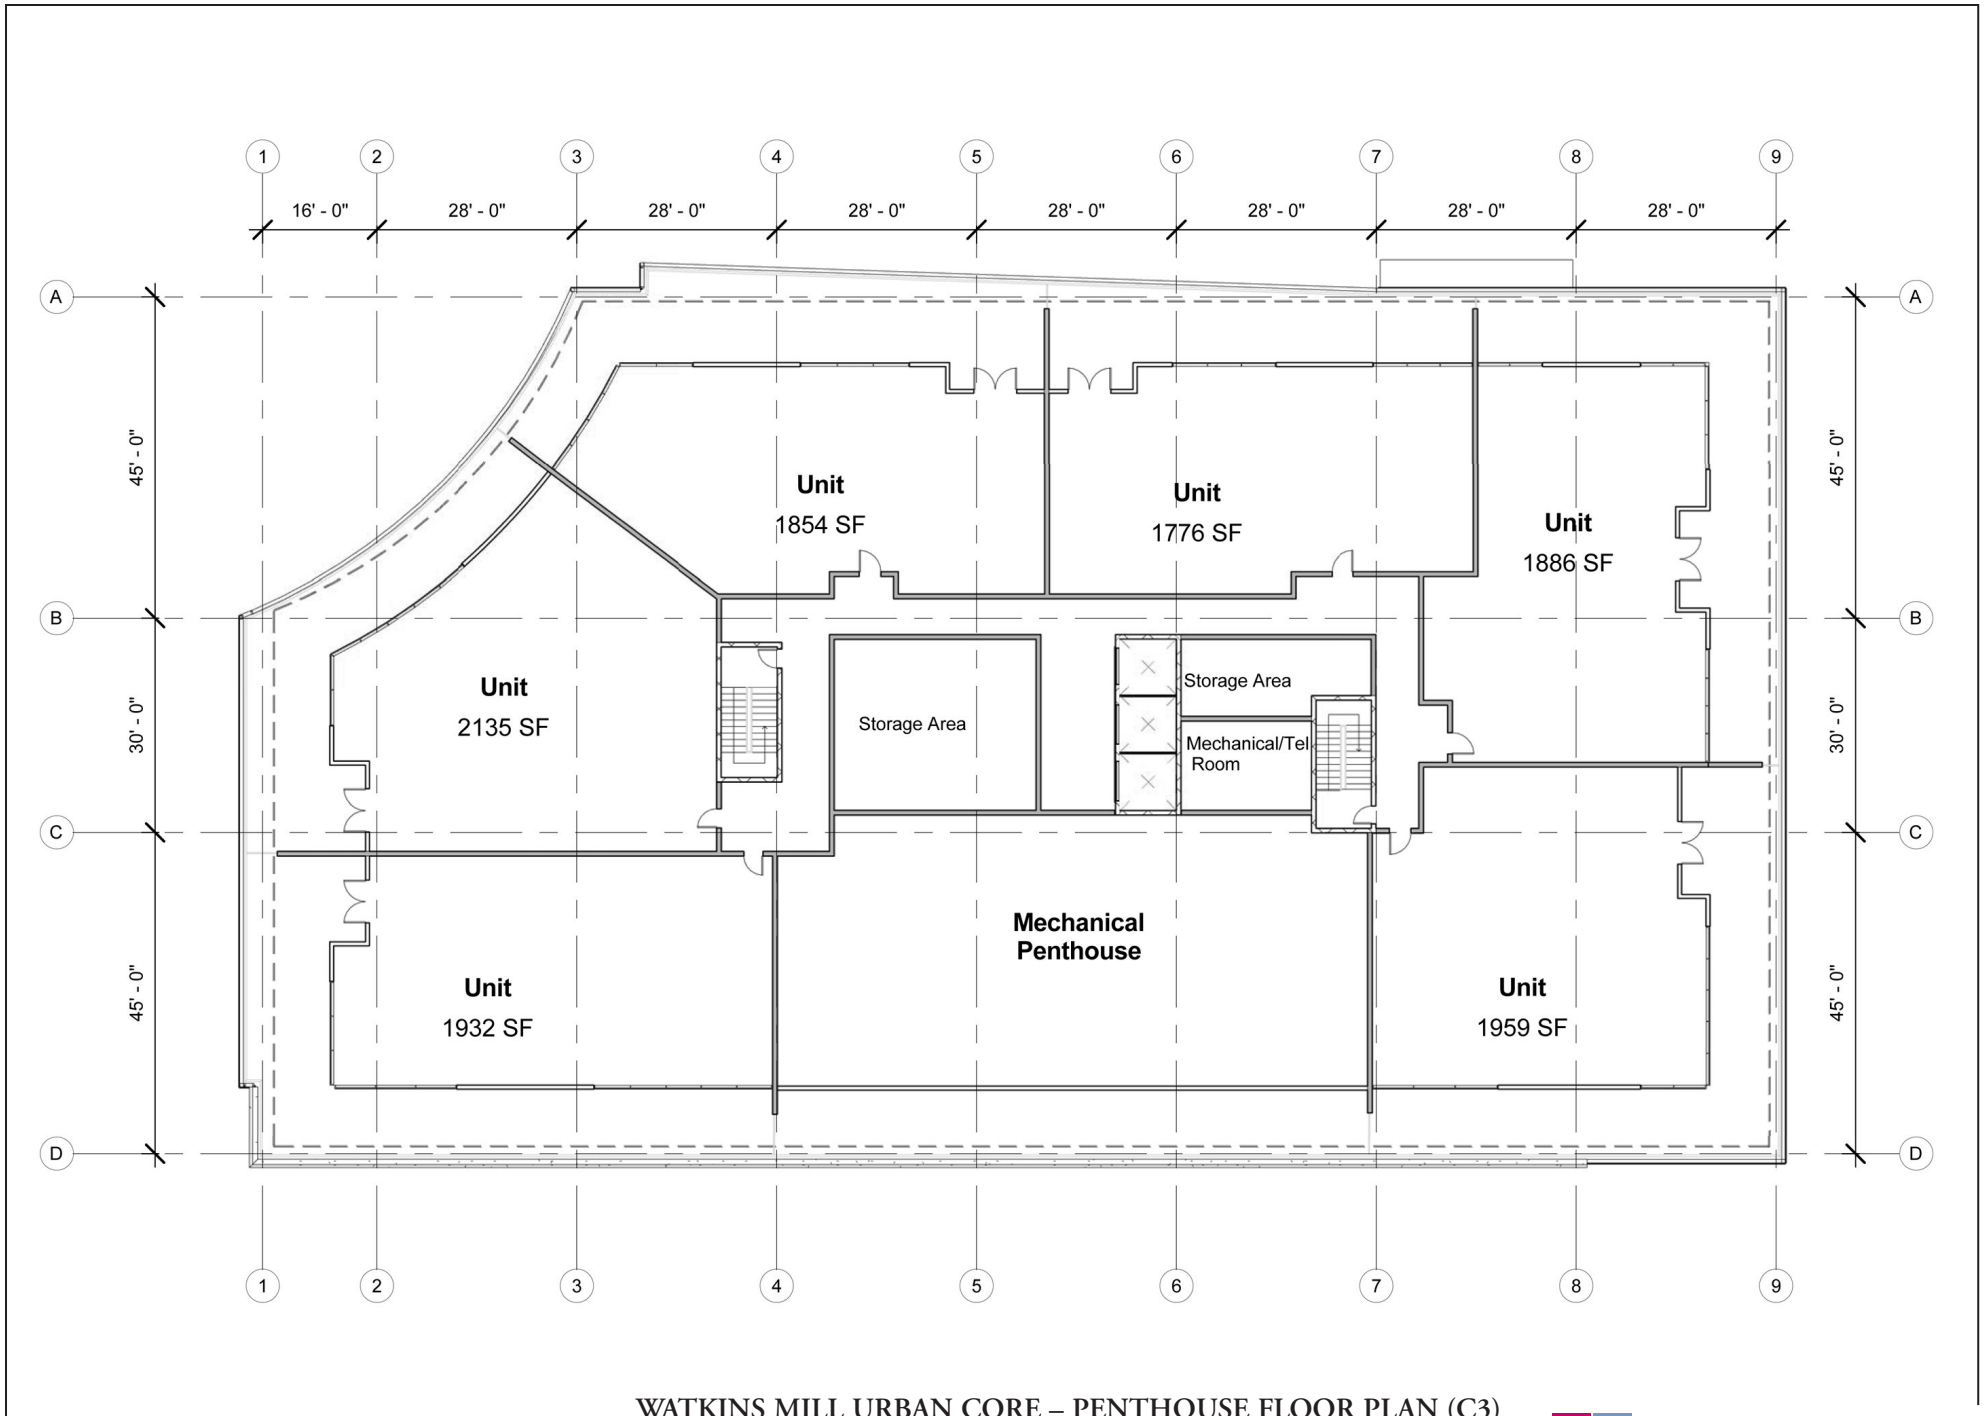 1 2 3 4 5 6 7 8 9
16' - 0" 28' - 0" 28' - 0" 28' - 0" 28' - 0" 28' - 0" 28' - 0" 28' - 0"
A A
45' - 0" 45' - 0"
Unit
1854 SF
Unit
1776 SF
Unit
1886 SF
B B
30' - 0" 30' - 0"
Unit
2135 SF
Storage Area
Storage Area
Mechanical/Tel
Room
C C
45' - 0" 45' - 0"
Mechanical
Penthouse
Unit
1932 SF
Unit
1959 SF
D D
1 2 3 4 5 6 7 8 9
WATKINS MILL URBAN CORE – PENTHOUSE FLOOR PLAN (C3)